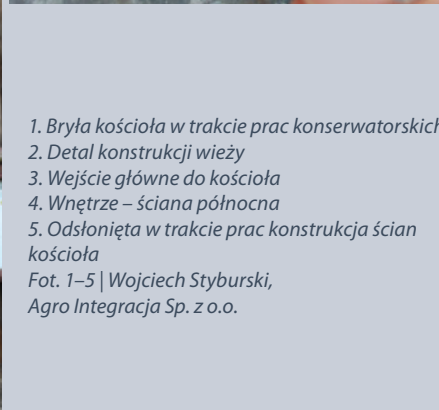 1. Bryła kościoła w trakcie prac konserwatorskich
2. Detal konstrukcji wieży
3. Wejście główne do kościoła
4. Wnętrze – ściana północna
5. Odsłonięta w trakcie prac konstrukcja ścian
kościoła
Fot. 1–5 | Wojciech Styburski,
Agro Integracja Sp. z o.o.